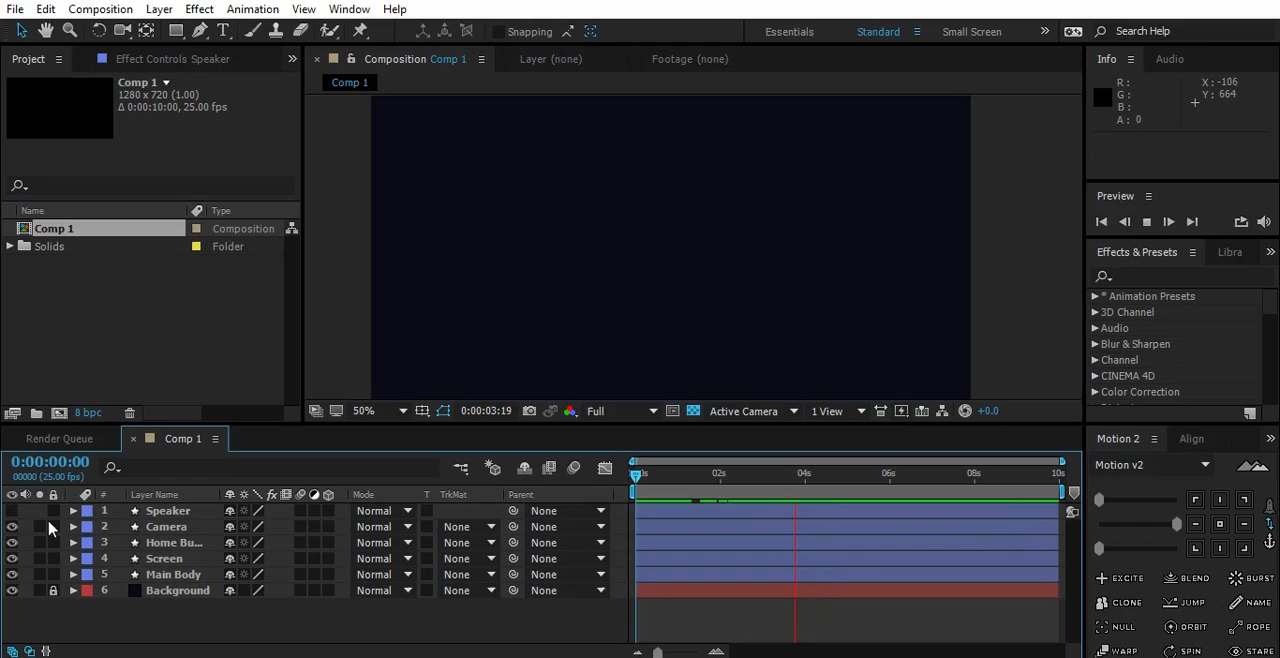 File Edit Composition Layer Effect Animation View Window Help
Snapping Essentials Standard Small Screen Search Help
Project Effect Controls Speaker
Comp 1
1280 x 720 (1.00)
Δ 0:00:10:00, 25.00 fps
Name Type
Comp 1 Composition
Solids Folder
8 bpc
Composition Comp 1 Layer (none) Footage (none)
Comp 1
50% 0:00:03:19 Full Active Camera 1 View +0.0
Info Audio
R : X: -106
G : Y: 664
B :
A : 0
Preview
Effects & Presets Libra
* Animation Presets
3D Channel
Audio
Blur & Sharpen
Channel
CINEMA 4D
Color Correction
Render Queue Comp 1
0:00:00:00
00000 (25.00 fps)
0s 02s 04s 06s 08s 10s
# Layer Name fx Mode T TrkMat Parent
1 Speaker Normal None
2 Camera Normal None None
3 Home Bu... Normal None None
4 Screen Normal None None
5 Main Body Normal None None
6 Background Normal None None
Motion 2 Align
Motion v2
EXCITE BLEND BURST
CLONE JUMP NAME
NULL ORBIT ROPE
WARP SPIN STARE